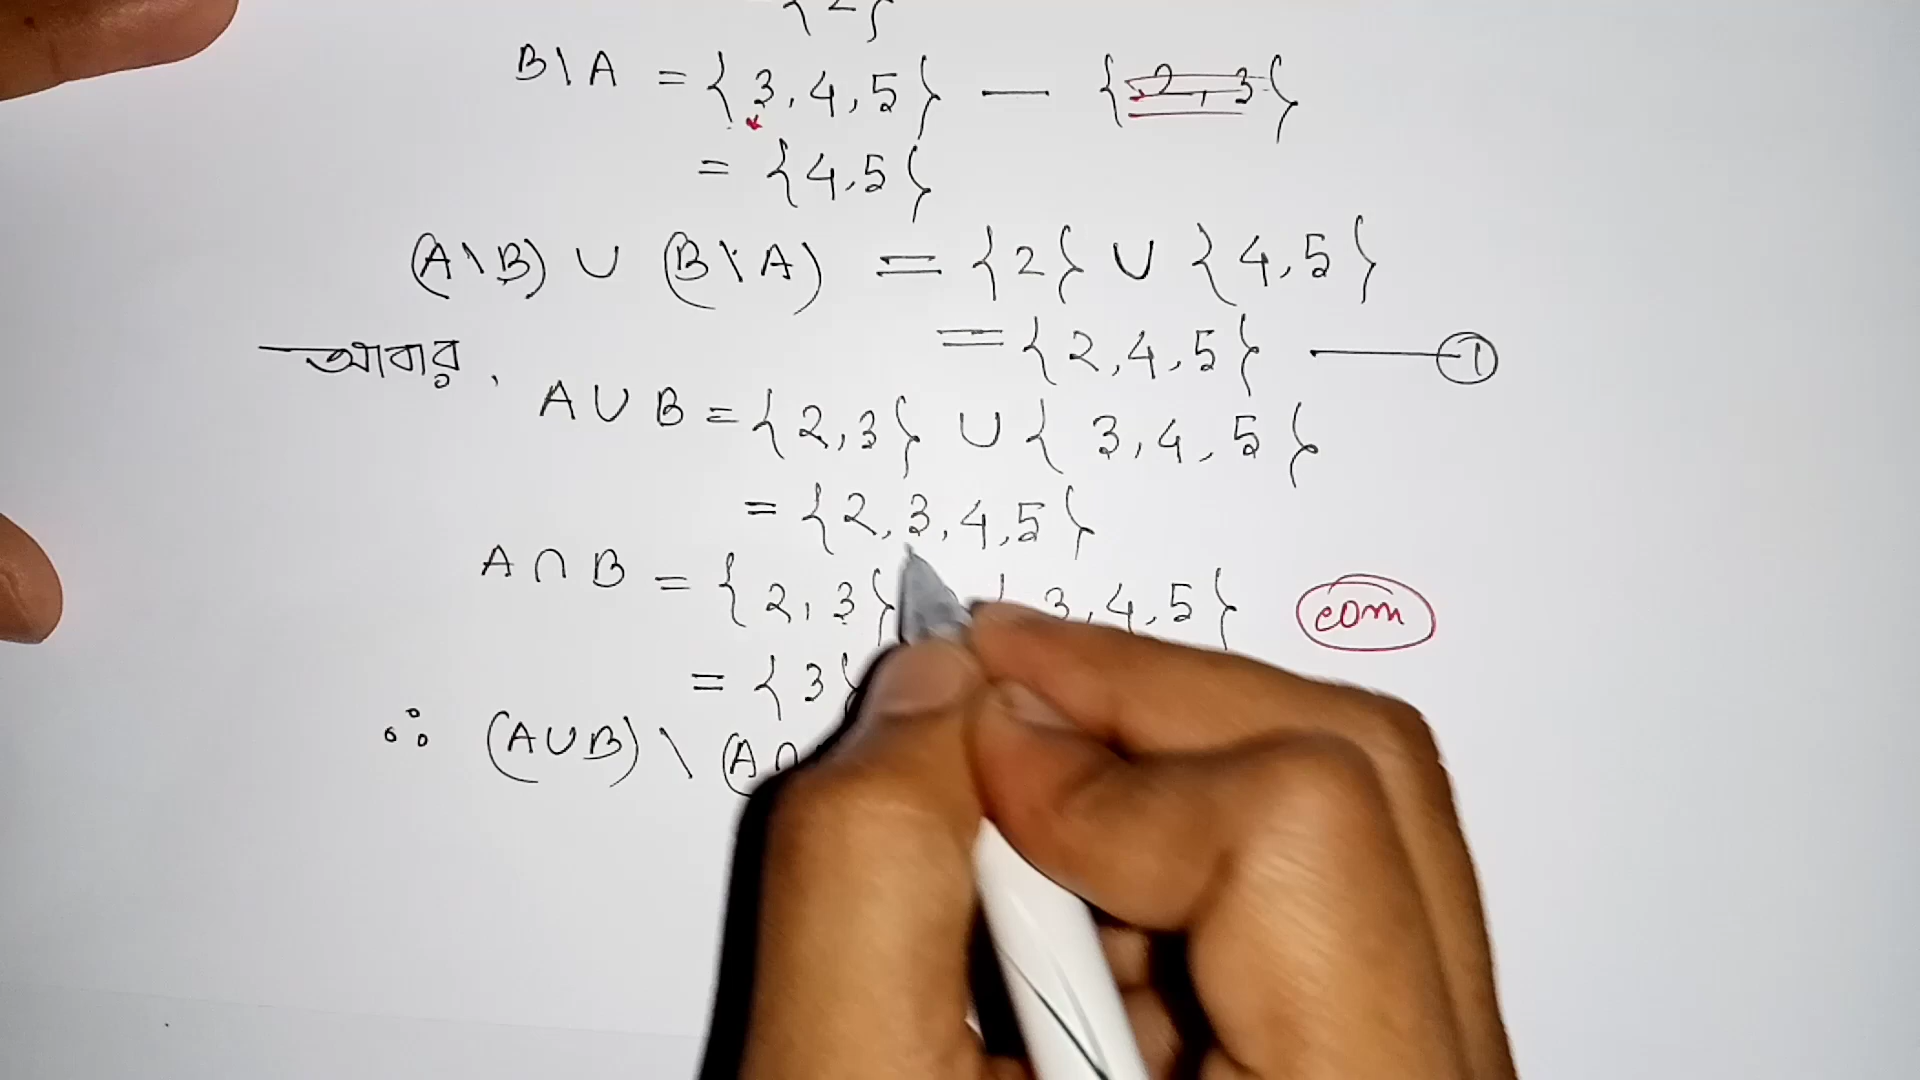 {2}
B\A = {3,4,5} — {2,3}
= {4,5}
(A\B) ∪ (B\A) = {2} ∪ {4,5}
= {2,4,5} — ①
আবার,
A∪B = {2,3} ∪ {3,4,5}
= {2,3,4,5}
A∩B = {2,3} {3,4,5} com
= {3}
∴ (A∪B) \ (A∩